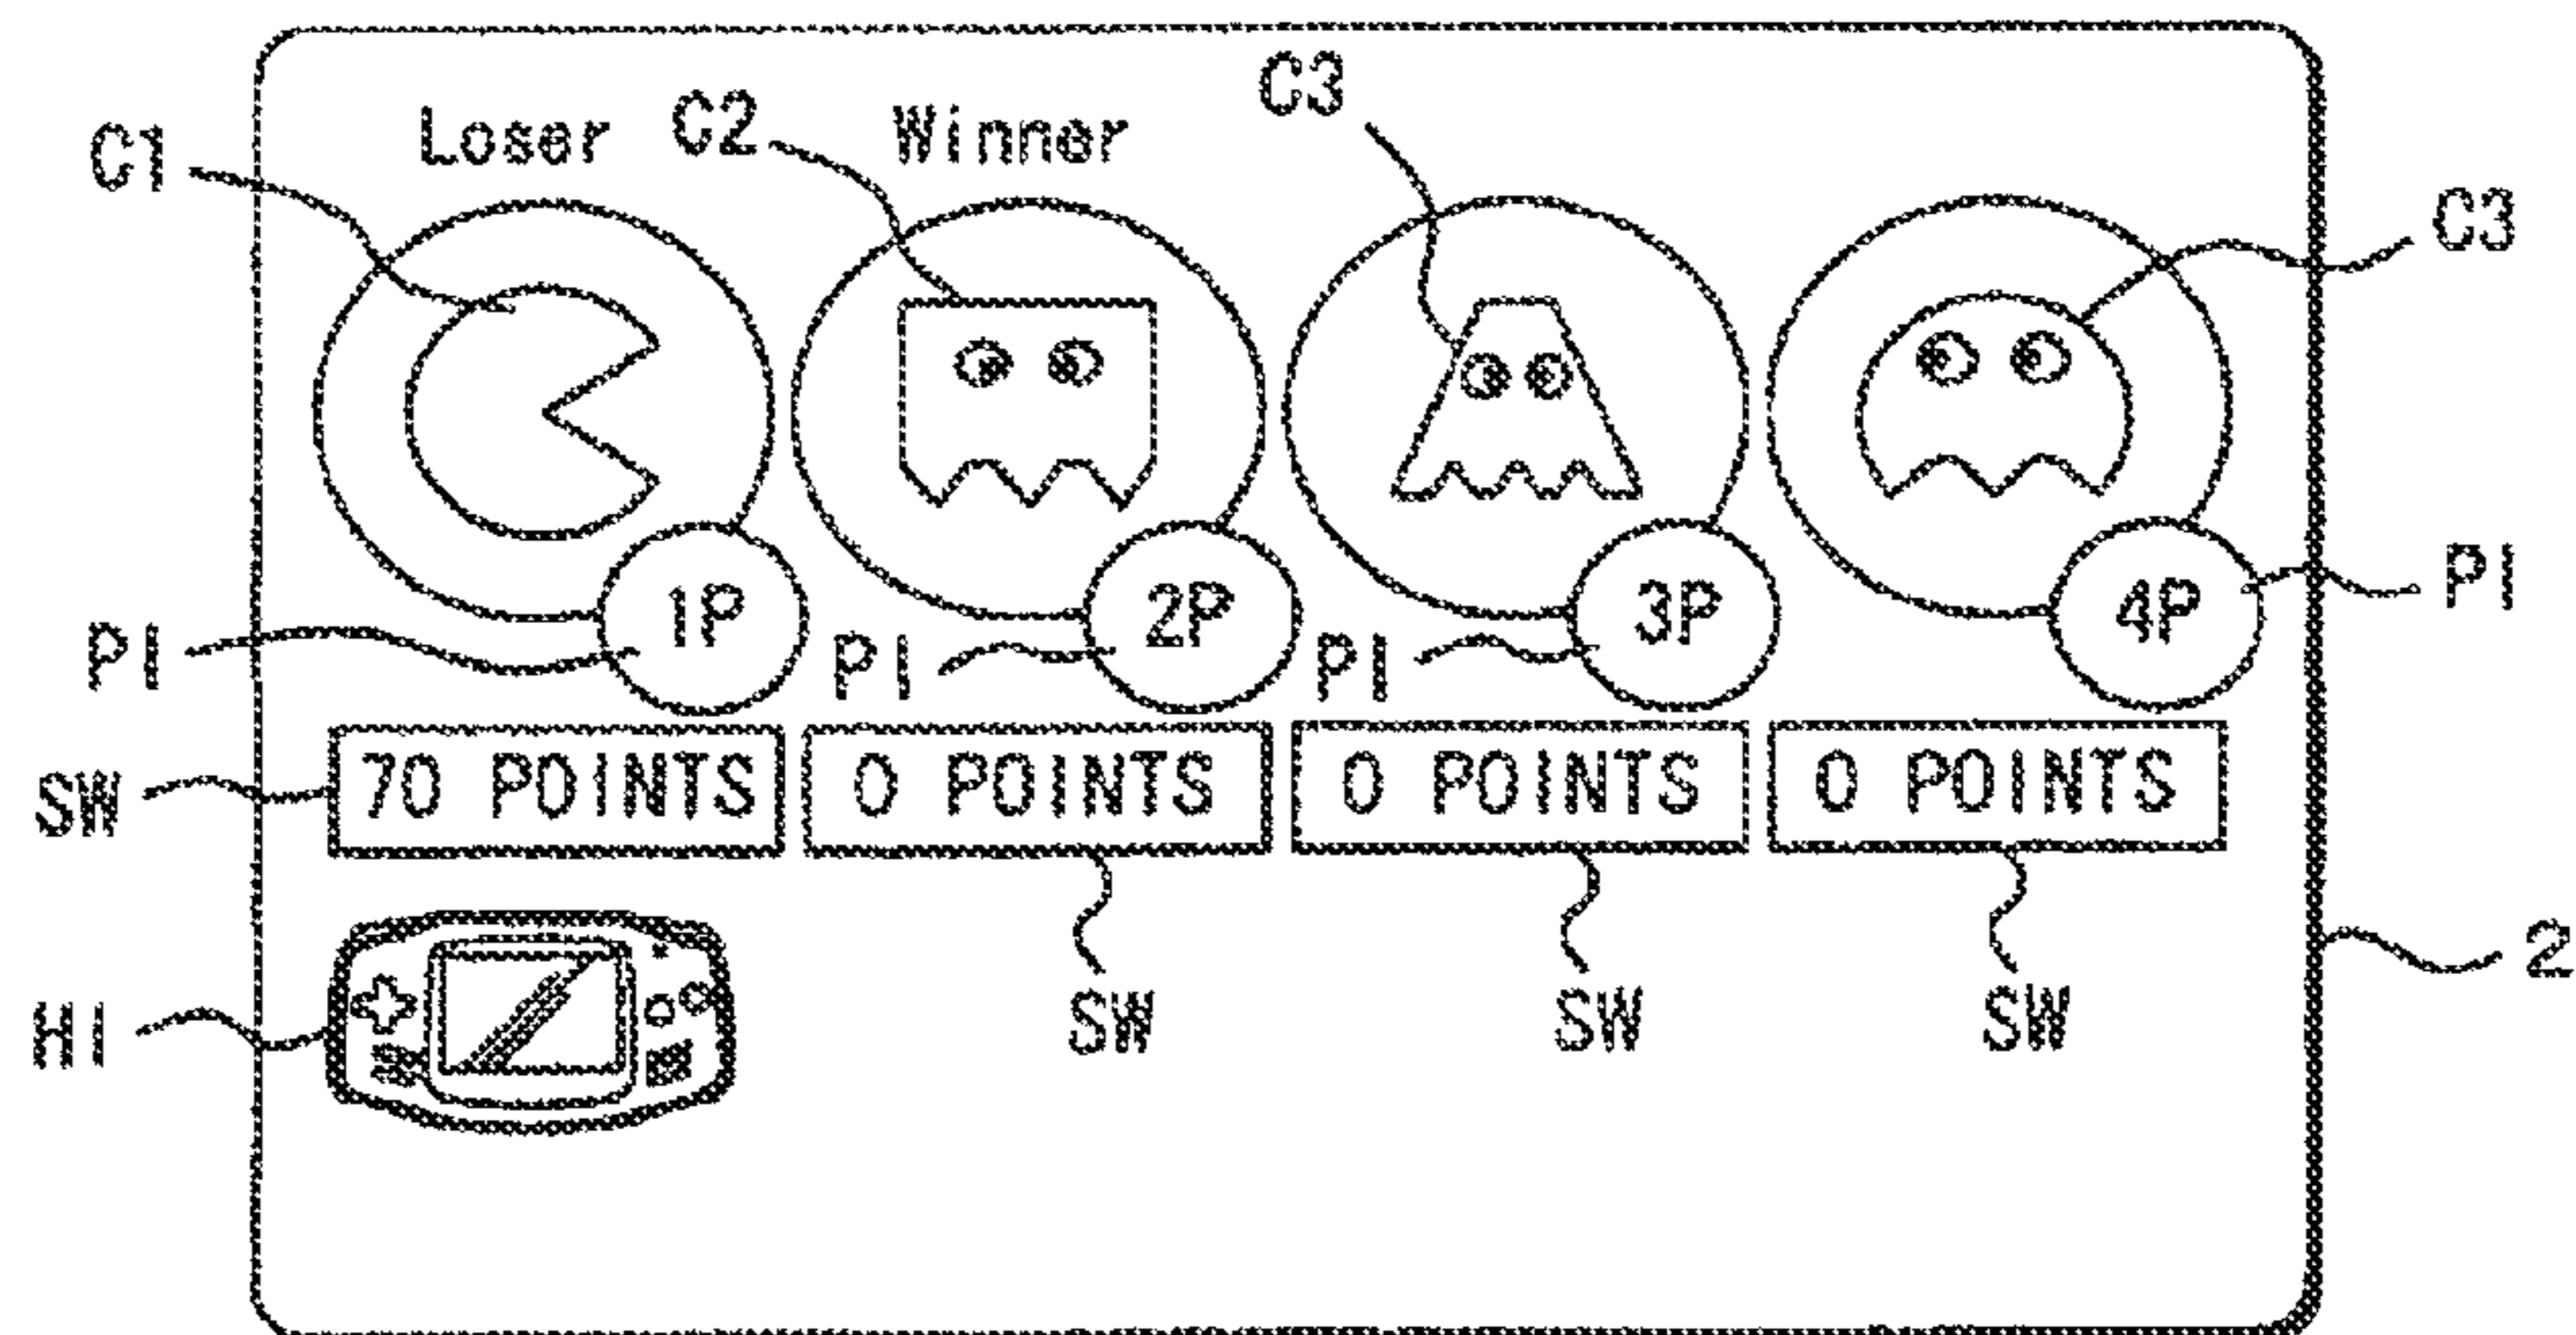 C3
C1 Loser C2 Winner
C3
1P 2P 3P 4P PI
PI PI PI
SW 70 POINTS 0 POINTS 0 POINTS 0 POINTS
2
HI SW SW SW